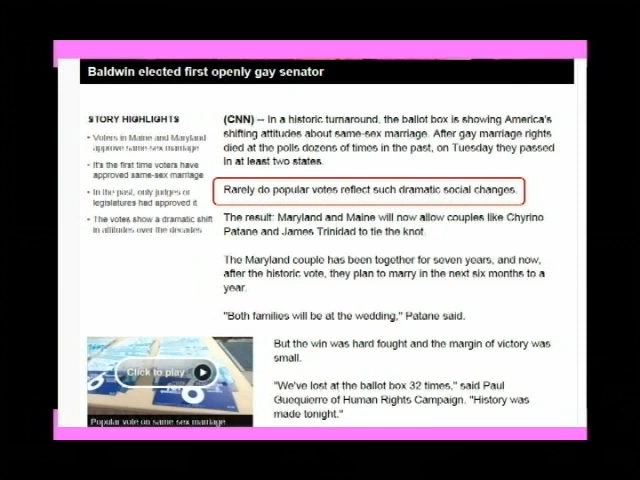 Baldwin elected first openly gay senator
STORY HIGHLIGHTS
• Voters in Maine and Maryland
approve same-sex marriage
• It's the first time voters have
approved same-sex marriage
• In the past, only judges or
legislatures had approved it
• The votes show a dramatic shift
in attitudes over the decades
(CNN) -- In a historic turnaround, the ballot box is showing America's
shifting attitudes about same-sex marriage. After gay marriage rights
died at the polls dozens of times in the past, on Tuesday they passed
in at least two states.
Rarely do popular votes reflect such dramatic social changes.
The result: Maryland and Maine will now allow couples like Chyrino
Patane and James Trinidad to tie the knot.
The Maryland couple has been together for seven years, and now,
after the historic vote, they plan to marry in the next six months to a
year.
"Both families will be at the wedding," Patane said.
But the win was hard fought and the margin of victory was
small.
"We've lost at the ballot box 32 times," said Paul
Guequierre of Human Rights Campaign. "History was
made tonight."
Click to play
Popular vote on same sex marriage